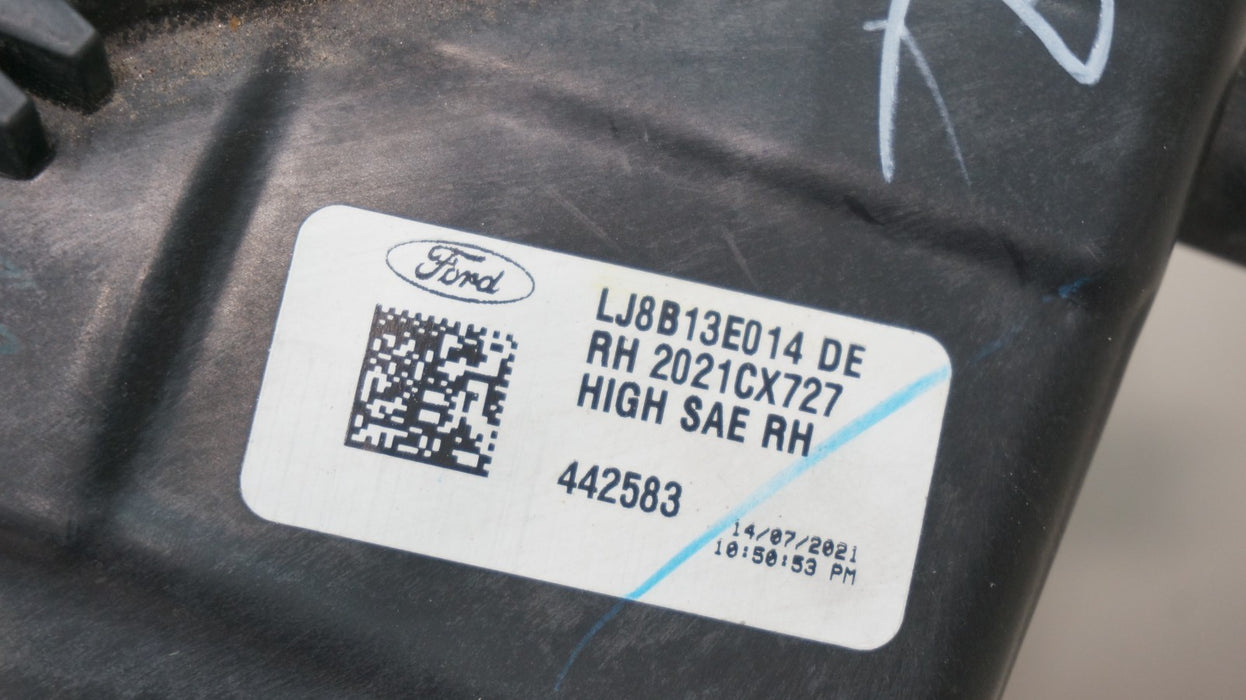 Ford
LJ8B13E014 DE
RH 2021CX727
HIGH SAE RH
442583
14/07/2021
10:50:53 PM